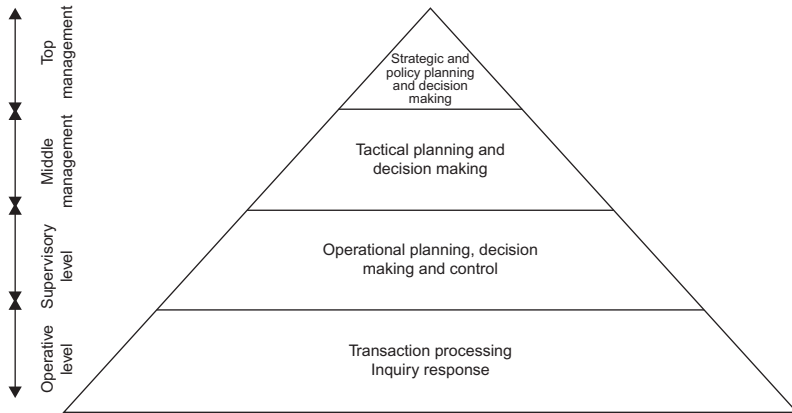 Top
management
Strategic and
policy planning
and decision
making
Middle
management
Tactical planning and
decision making
Supervisory
level
Operational planning, decision
making and control
Operative
level
Transaction processing
Inquiry response